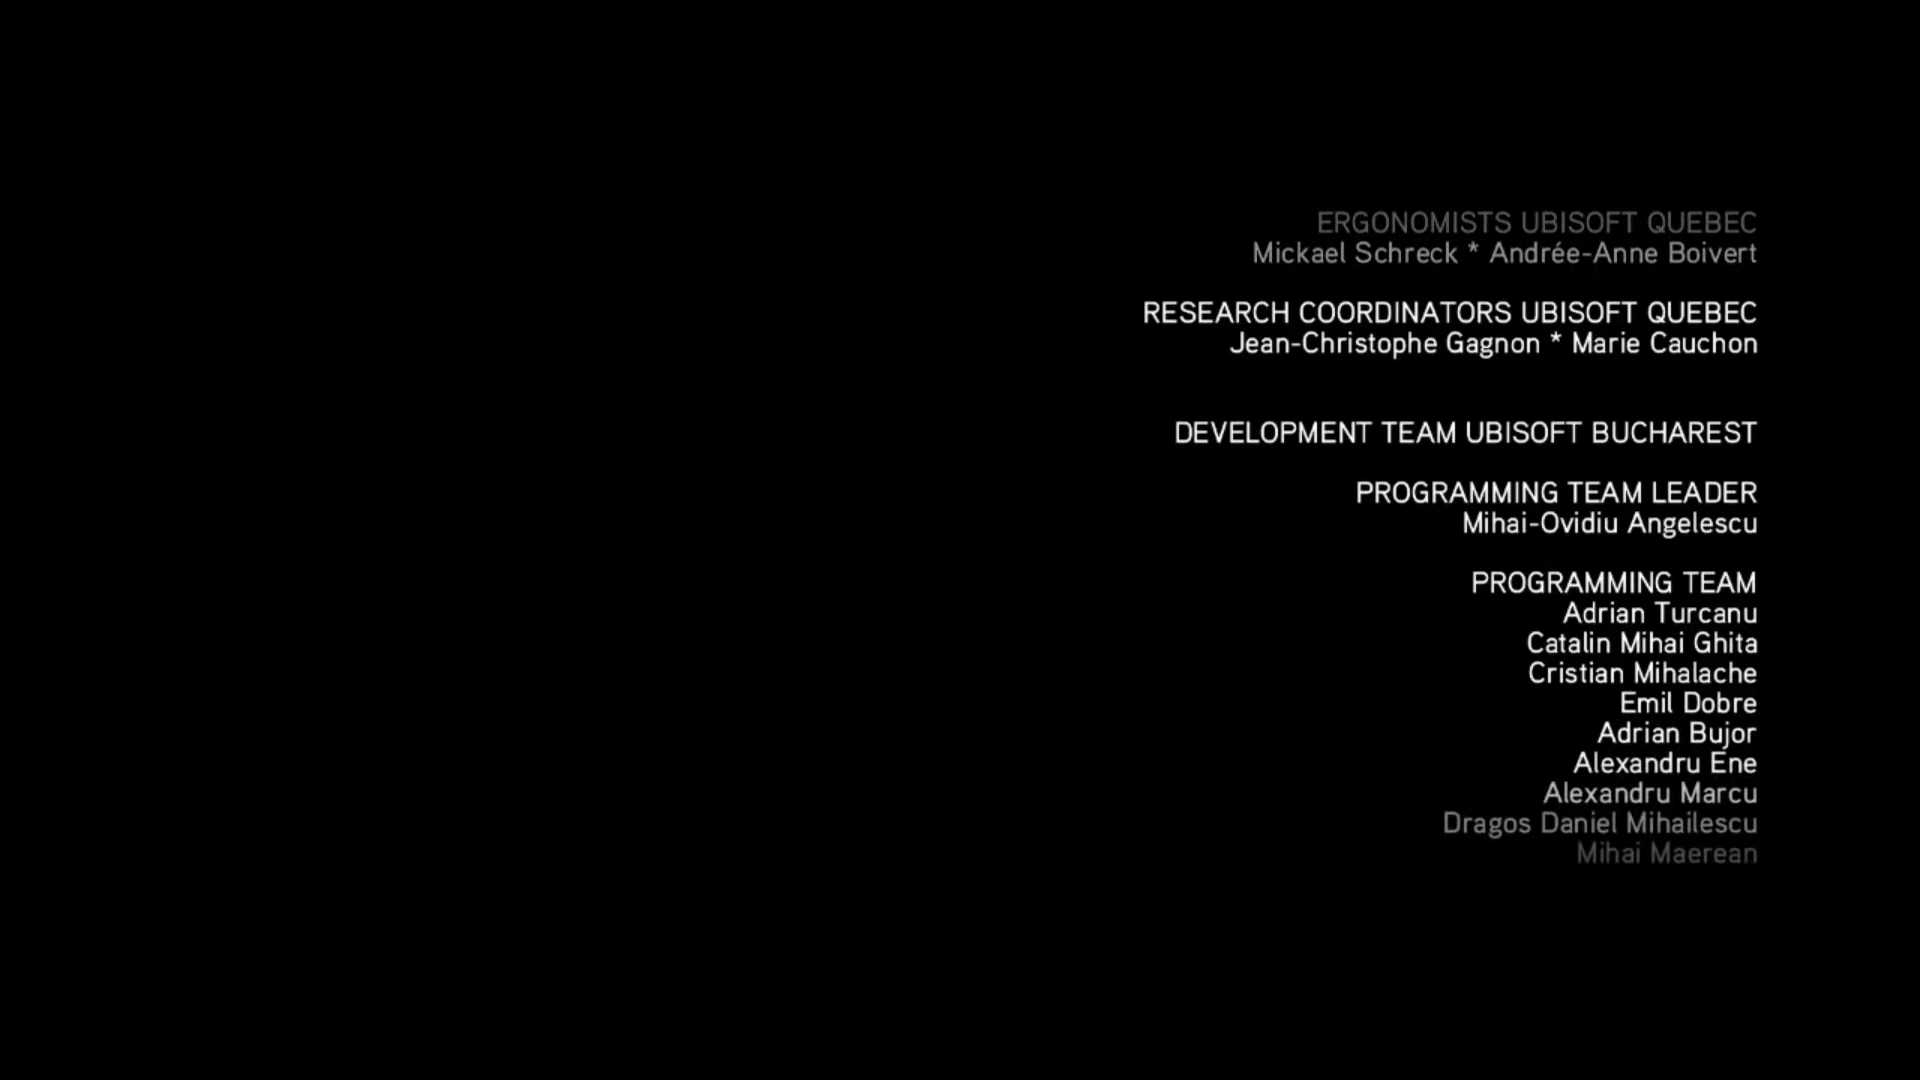 ERGONOMISTS UBISOFT QUEBEC
Mickael Schreck * Andrée-Anne Boivert
RESEARCH COORDINATORS UBISOFT QUEBEC
Jean-Christophe Gagnon * Marie Cauchon
DEVELOPMENT TEAM UBISOFT BUCHAREST
PROGRAMMING TEAM LEADER
Mihai-Ovidiu Angelescu
PROGRAMMING TEAM
Adrian Turcanu
Catalin Mihai Ghita
Cristian Mihalache
Emil Dobre
Adrian Bujor
Alexandru Ene
Alexandru Marcu
Dragos Daniel Mihailescu
Mihai Maerean